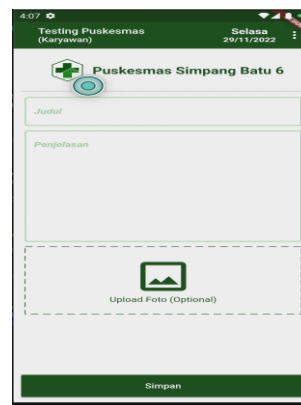 4:07
Testing Puskesmas
Selasa
(Karyawan)
29/11/2022
Puskesmas Simpang Batu 6
Judul
Penjelasan
Upload Foto (Optional)
Simpan